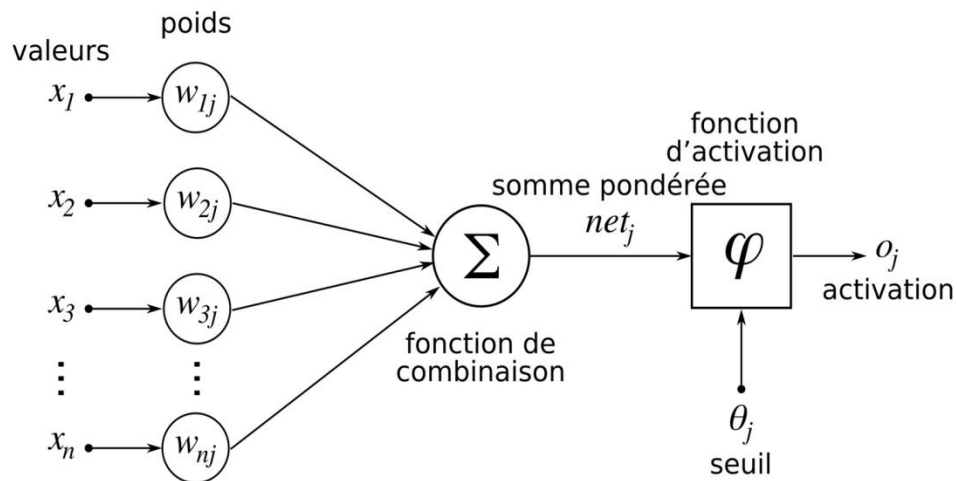 poids
valeurs
x₁ w₁ⱼ
fonction
d’activation
x₂ w₂ⱼ
somme pondérée
netⱼ
Σ φ oⱼ
activation
x₃ w₃ⱼ
fonction de
combinaison
⋮ ⋮
θⱼ
xₙ wₙⱼ
seuil